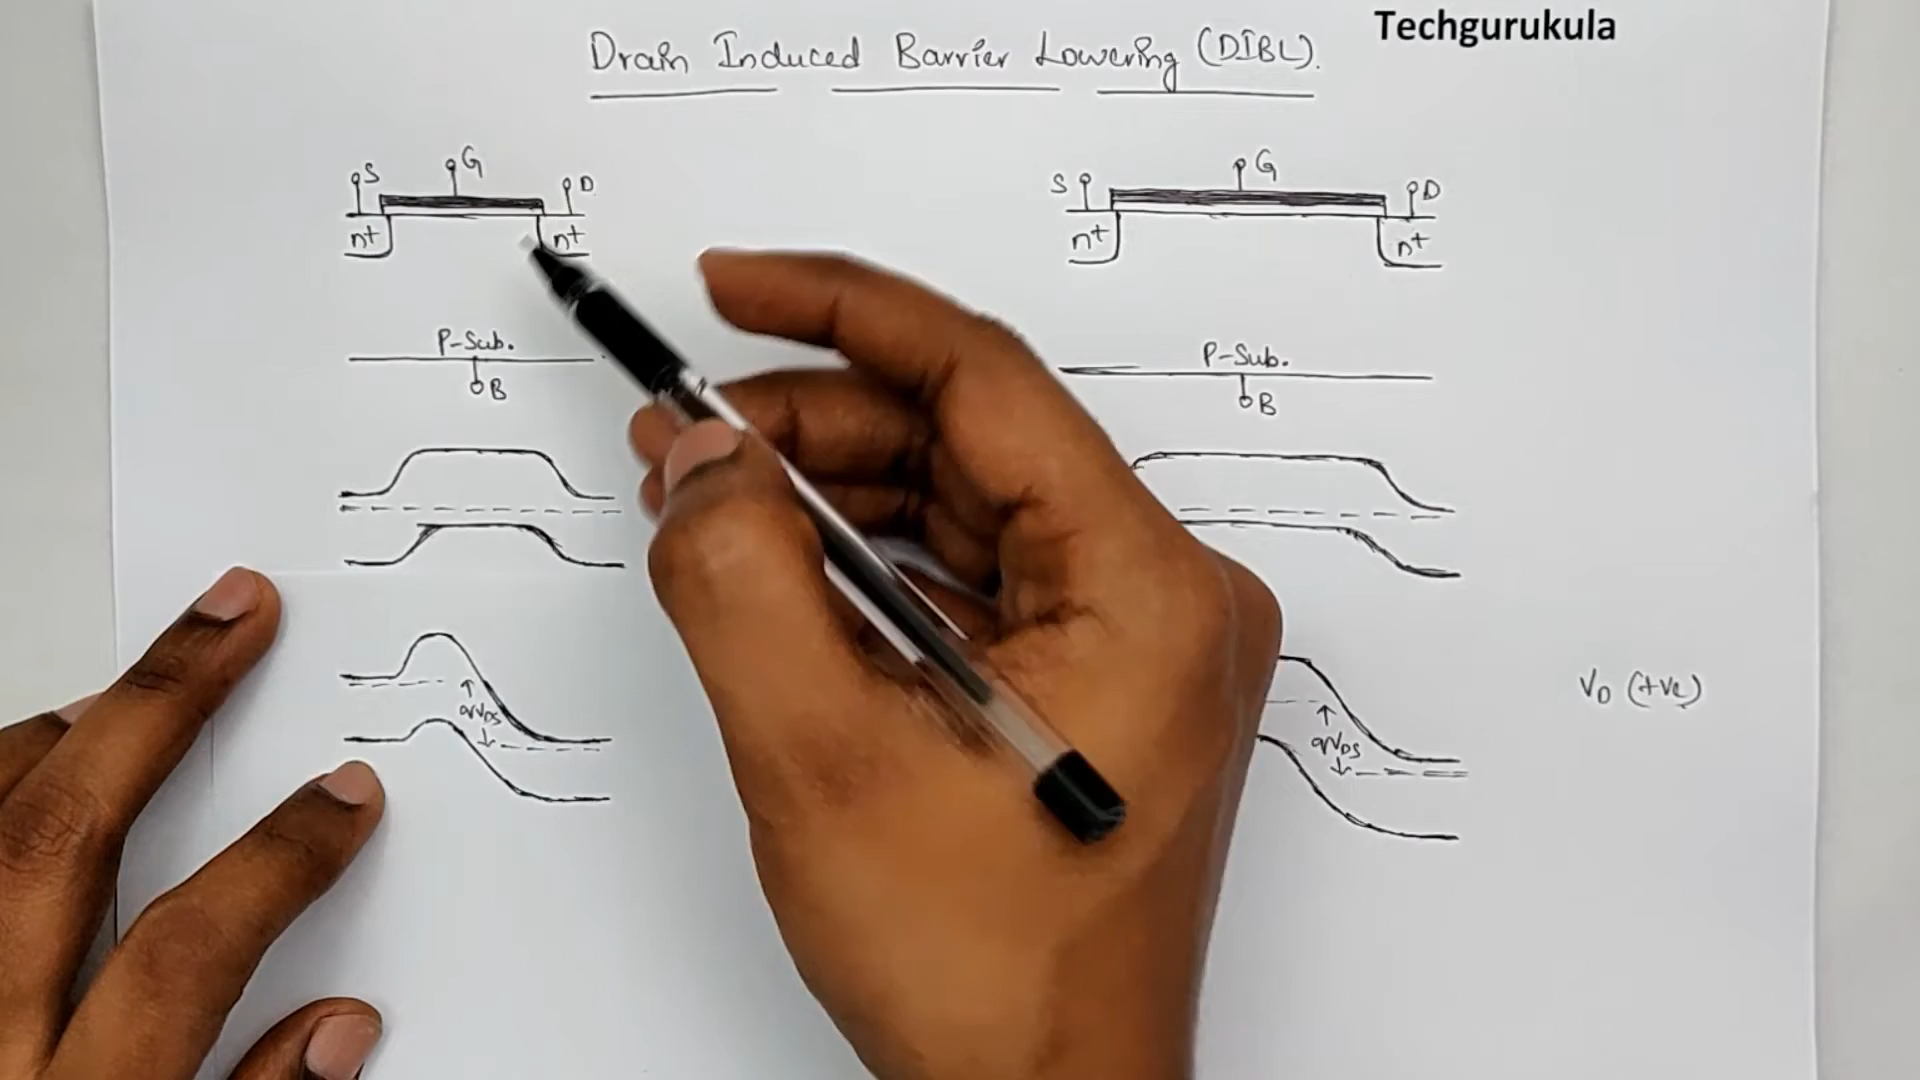 Techgurukula
Drain Induced Barrier Lowering (DIBL).
S G D
n+ n+
P-Sub.
B
qVDS
S G D
n+ n+
P-Sub.
B
qVDS
VD (+ve)